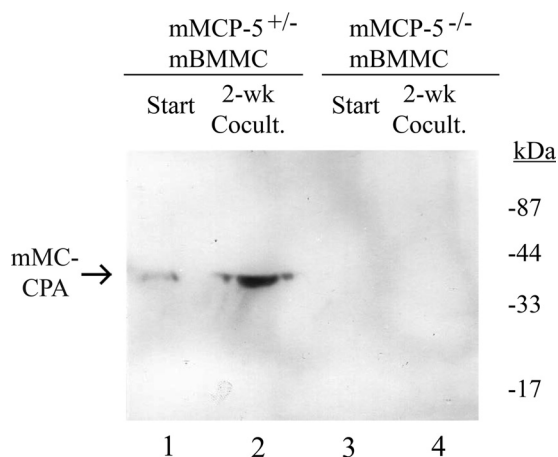 mMCP-5+/- mMCP-5-/-
mBMMC mBMMC
Start 2-wk Cocult. Start 2-wk Cocult.
kDa
-87
-44
mMC-CPA →
-33
-17
1 2 3 4